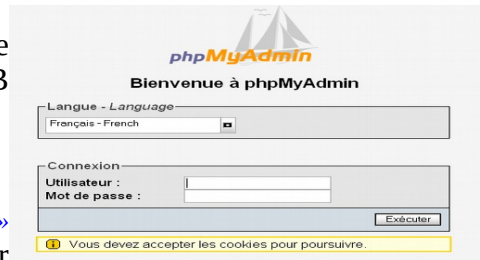 e
phpMyAdmin
B
Bienvenue à phpMyAdmin
Langue - Language
Français - French
Connexion
Utilisateur :
Mot de passe :
»
Exécuter
r
Vous devez accepter les cookies pour poursuivre.